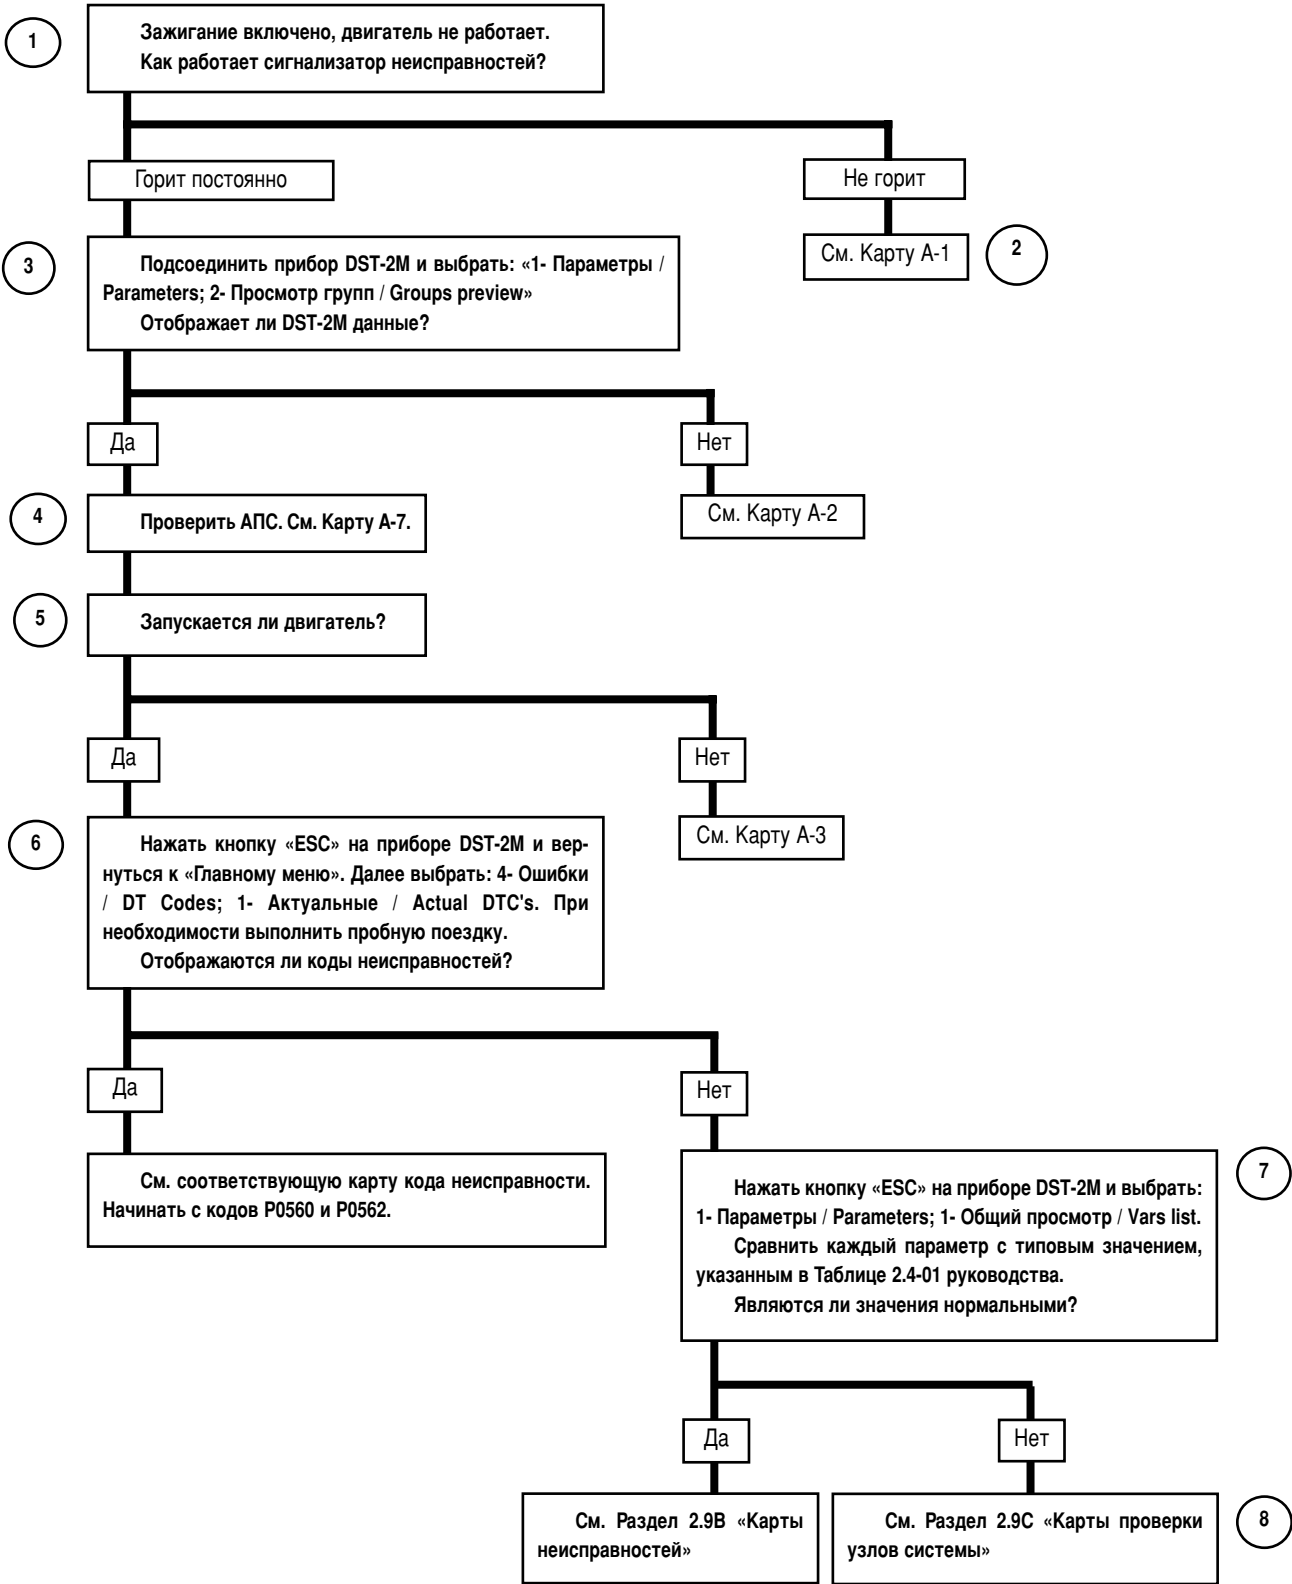 1
Зажигание включено, двигатель не работает.
Как работает сигнализатор неисправностей?
Горит постоянно
Не горит
См. Карту А-1
2
3
Подсоединить прибор DST-2M и выбрать: «1- Параметры /
Parameters; 2- Просмотр групп / Groups preview»
Отображает ли DST-2M данные?
Да
Нет
См. Карту А-2
4
Проверить АПС. См. Карту А-7.
5
Запускается ли двигатель?
Да
Нет
См. Карту А-3
6
Нажать кнопку «ESC» на приборе DST-2M и вер-
нуться к «Главному меню». Далее выбрать: 4- Ошибки
/ DT Codes; 1- Актуальные / Actual DTC's. При
необходимости выполнить пробную поездку.
Отображаются ли коды неисправностей?
Да
Нет
См. соответствующую карту кода неисправности.
Начинать с кодов Р0560 и Р0562.
7
Нажать кнопку «ESC» на приборе DST-2M и выбрать:
1- Параметры / Parameters; 1- Общий просмотр / Vars list.
Сравнить каждый параметр с типовым значением,
указанным в Таблице 2.4-01 руководства.
Являются ли значения нормальными?
Да
Нет
См. Раздел 2.9В «Карты
неисправностей»
См. Раздел 2.9С «Карты проверки
узлов системы»
8